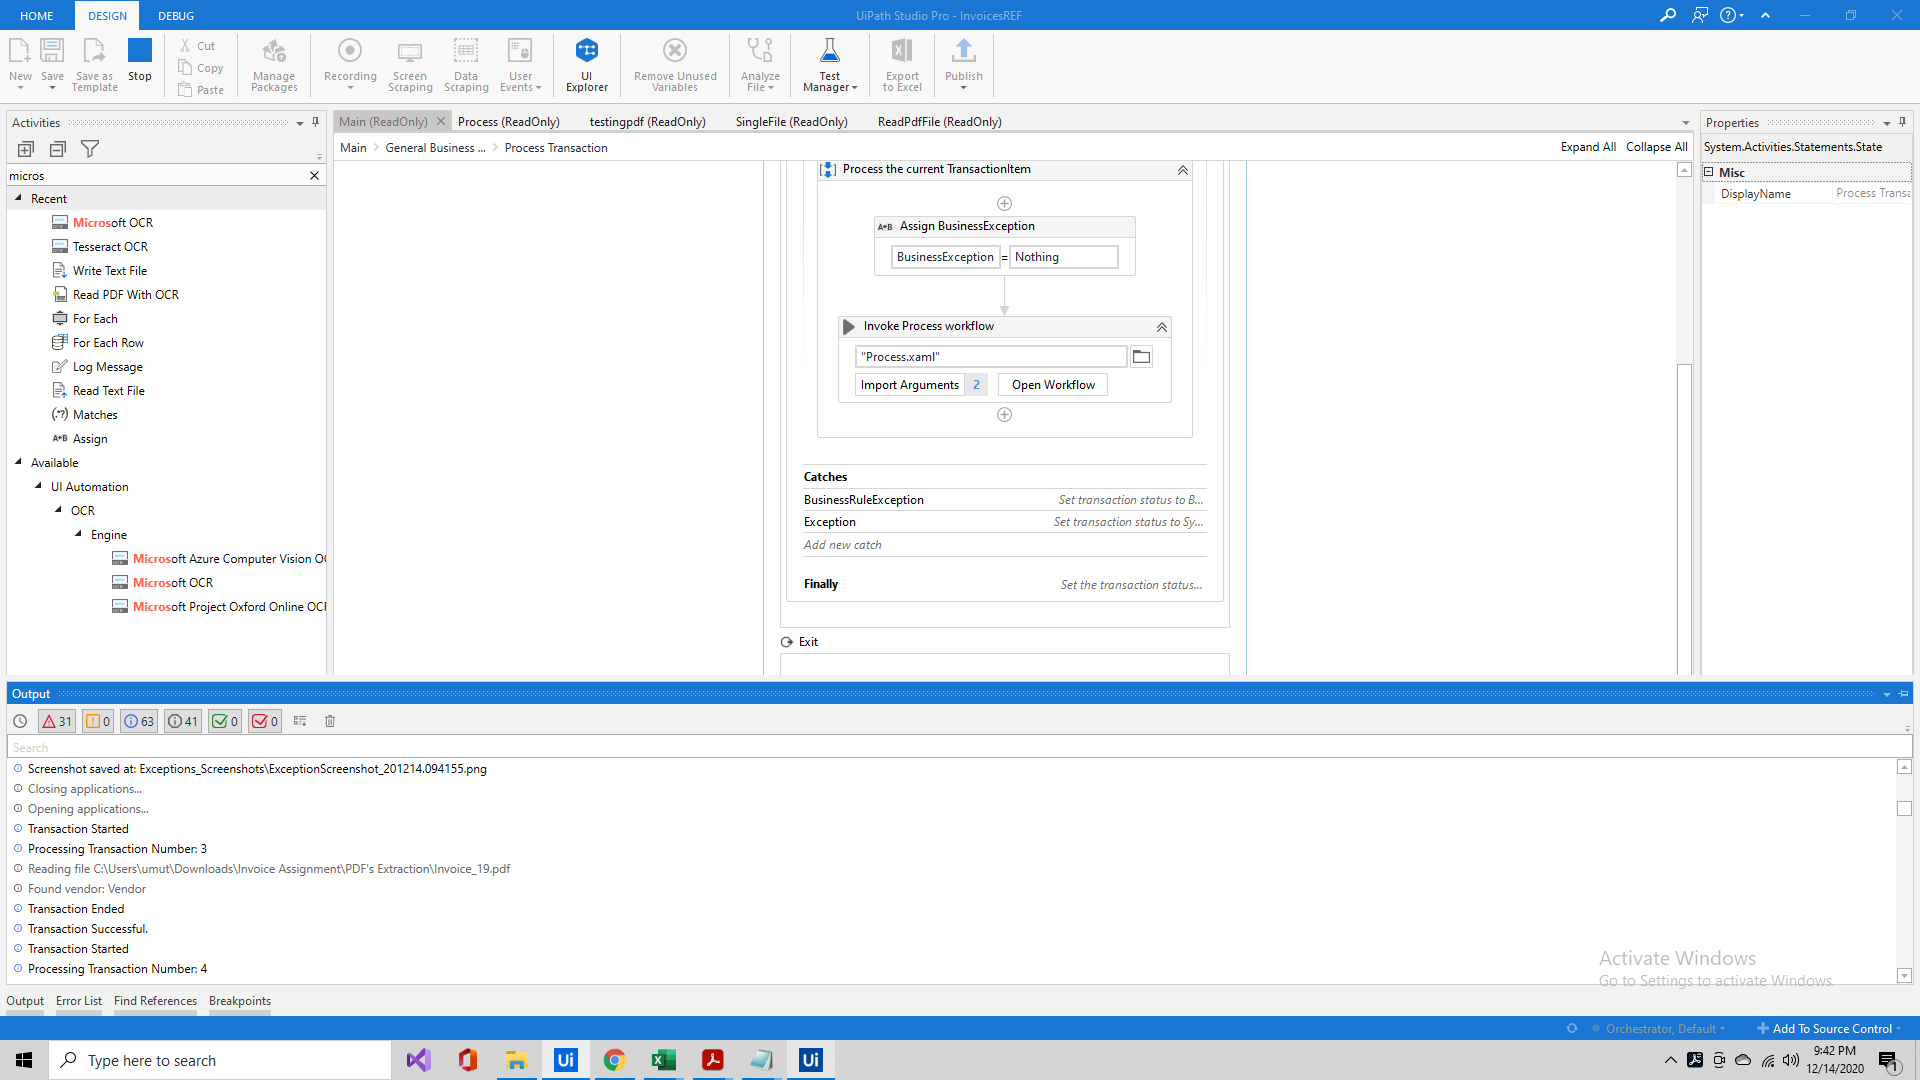 HOME DESIGN DEBUG
UiPath Studio Pro - InvoicesREF
New Save Save as Template Stop
Cut
Copy
Paste
Manage Packages
Recording Screen Scraping Data Scraping User Events
UI Explorer
Remove Unused Variables
Analyze File
Test Manager
Export to Excel
Publish
Activities
micros
Recent
Microsoft OCR
Tesseract OCR
Write Text File
Read PDF With OCR
For Each
For Each Row
Log Message
Read Text File
Matches
A*B Assign
Available
UI Automation
OCR
Engine
Microsoft Azure Computer Vision O
Microsoft OCR
Microsoft Project Oxford Online OCR
Main (ReadOnly) Process (ReadOnly) testingpdf (ReadOnly) SingleFile (ReadOnly) ReadPdfFile (ReadOnly)
Main General Business ... Process Transaction
Expand All Collapse All
Process the current TransactionItem
A*B Assign BusinessException
BusinessException = Nothing
Invoke Process workflow
"Process.xaml"
Import Arguments 2 Open Workflow
Catches
BusinessRuleException Set transaction status to B...
Exception Set transaction status to Sy...
Add new catch
Finally Set the transaction status...
Exit
Properties
System.Activities.Statements.State
Misc
DisplayName Process Transa
Output
31 0 63 41 0 0
Search
Screenshot saved at: Exceptions_Screenshots\ExceptionScreenshot_201214.094155.png
Closing applications...
Opening applications...
Transaction Started
Processing Transaction Number: 3
Reading file C:\Users\umut\Downloads\Invoice Assignment\PDF's Extraction\Invoice_19.pdf
Found vendor: Vendor
Transaction Ended
Transaction Successful.
Transaction Started
Processing Transaction Number: 4
Activate Windows
Go to Settings to activate Windows.
Output Error List Find References Breakpoints
Orchestrator, Default Add To Source Control
Type here to search
Ui
Ui
9:42 PM
12/14/2020
1